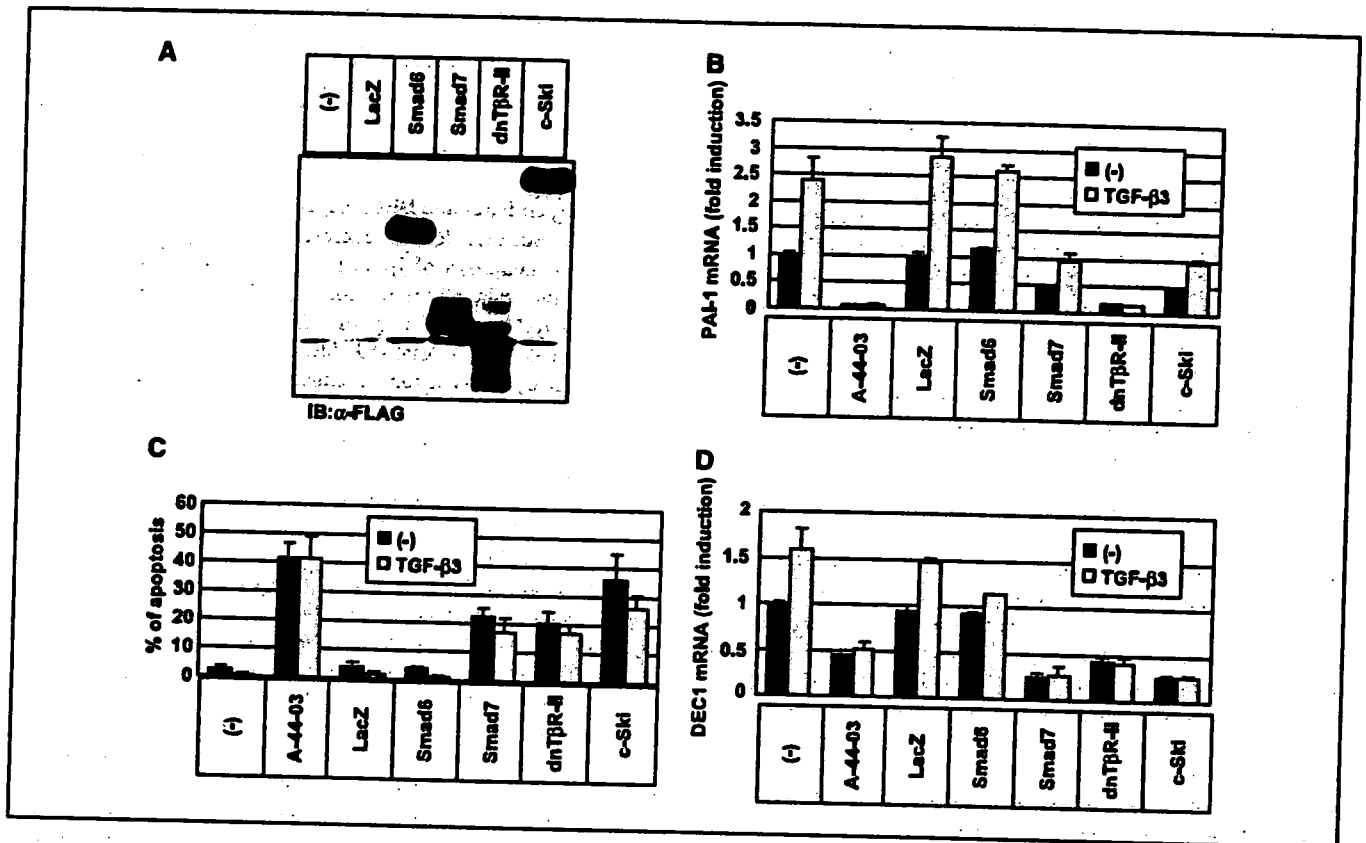 A
(-)
LacZ
Smad6
Smad7
dnTβR-II
c-Ski
IB:α-FLAG
B
PAI-1 mRNA (fold induction)
3.5
3
2.5
2
1.5
1
0.5
0
(-)
TGF-β3
(-)
A-44-03
LacZ
Smad6
Smad7
dnTβR-II
c-Ski
C
% of apoptosis
60
50
40
30
20
10
0
(-)
TGF-β3
(-)
A-44-03
LacZ
Smad6
Smad7
dnTβR-II
c-Ski
D
DEC1 mRNA (fold induction)
2
1.5
1
0.5
0
(-)
TGF-β3
(-)
A-44-03
LacZ
Smad6
Smad7
dnTβR-II
c-Ski